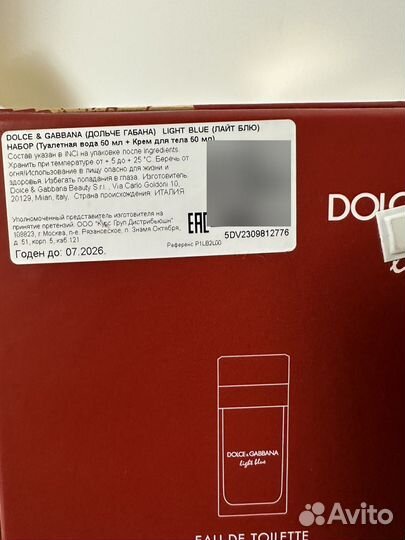 DOLCE & GABBANA (ДОЛЬЧЕ ГАБАНА) LIGHT BLUE (ЛАЙТ БЛЮ)
НАБОР (Туалетная вода 50 мл + Крем для тела 50 мл)
Состав указан в INCI на упаковке после ingredients
Хранить при температуре от + 5 до + 25 °C. Беречь от
огня!Использование в пищу опасно для жизни и
здоровья. Избегать попадания в глаза. Изготовитель:
Dolce & Gabbana Beauty S.r.l., Via Carlo Goldoni 10,
20129, Milan, Italy. Страна происхождения: ИТАЛИЯ
Уполномоченный представитель изготовителя на
принятие претензий: ООО "Курс Груп Дистрибьюшн"
109823, г Москва, п-е Рязановское, п. Знамя Октября,
д. 51, корп 5, каб.121
Годен до: 07.2026.
EAC
5DV2309812776
Референс P1LB2L00
DOLC
DOLCE & GABBANA
light blue
EAU DE TOILETTE
Avito